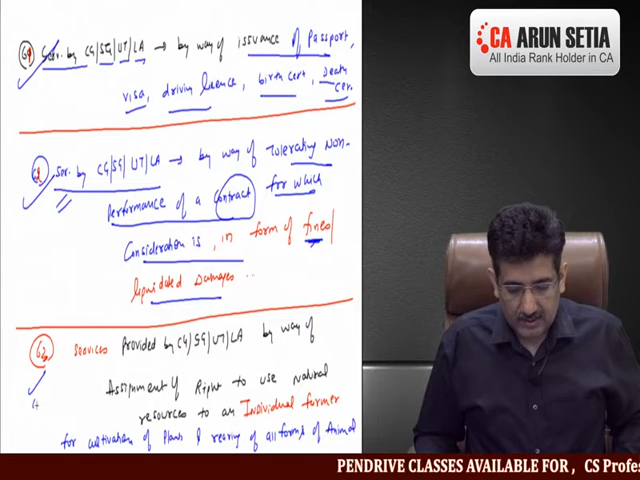 61 Ser. by CG/SG/UT/LA → by way of issuance of Passport,
visa, driving licence, birth cert, Death
Cer.
62 Ser. by CG/SG/UT/LA → by way of Tolerating Non-
Performance of a Contract for which
Consideration is, in form of fines/
liquidated Damages ...
63 Services Provided by CG/SG/UT/LA by way of
Assignment of Right to use Natural
resources to an Individual farmer
for cultivation of Plants & rearing of all forms of Animal
CA ARUN SETIA
All India Rank Holder in CA
PENDRIVE CLASSES AVAILABLE FOR , CS Profes